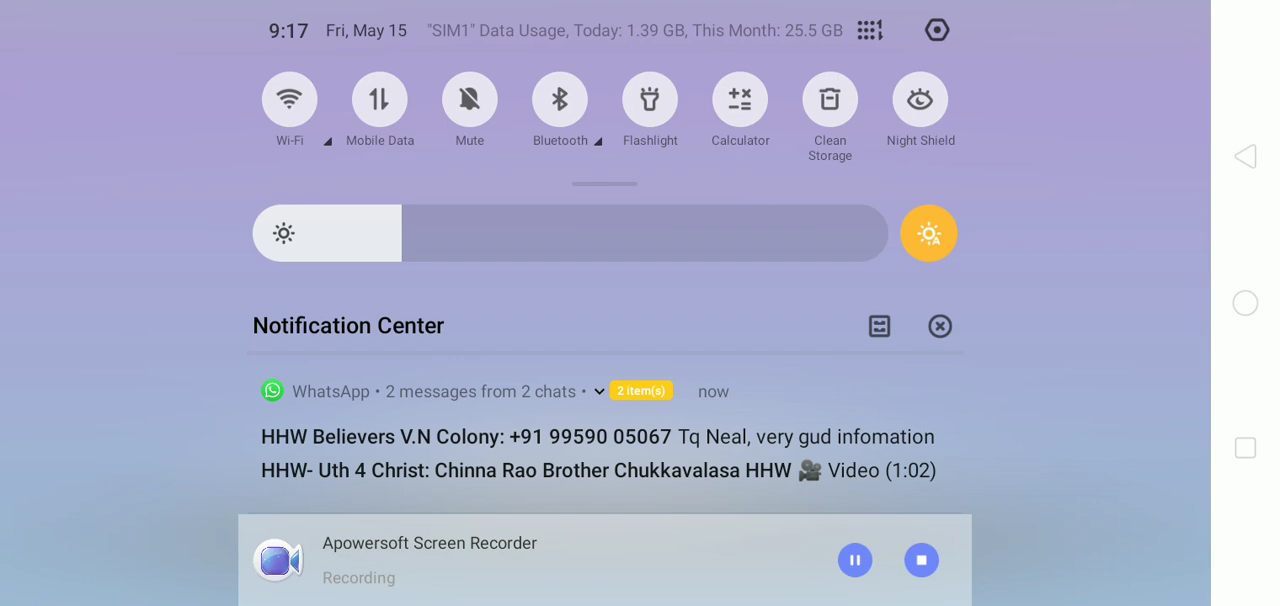 9:17 Fri, May 15 "SIM1" Data Usage, Today: 1.39 GB, This Month: 25.5 GB
Wi-Fi Mobile Data Mute Bluetooth Flashlight Calculator Clean Storage Night Shield
Notification Center
WhatsApp • 2 messages from 2 chats • 2 item(s) now
HHW Believers V.N Colony: +91 99590 05067 Tq Neal, very gud infomation
HHW- Uth 4 Christ: Chinna Rao Brother Chukkavalasa HHW 🎥 Video (1:02)
Apowersoft Screen Recorder
Recording